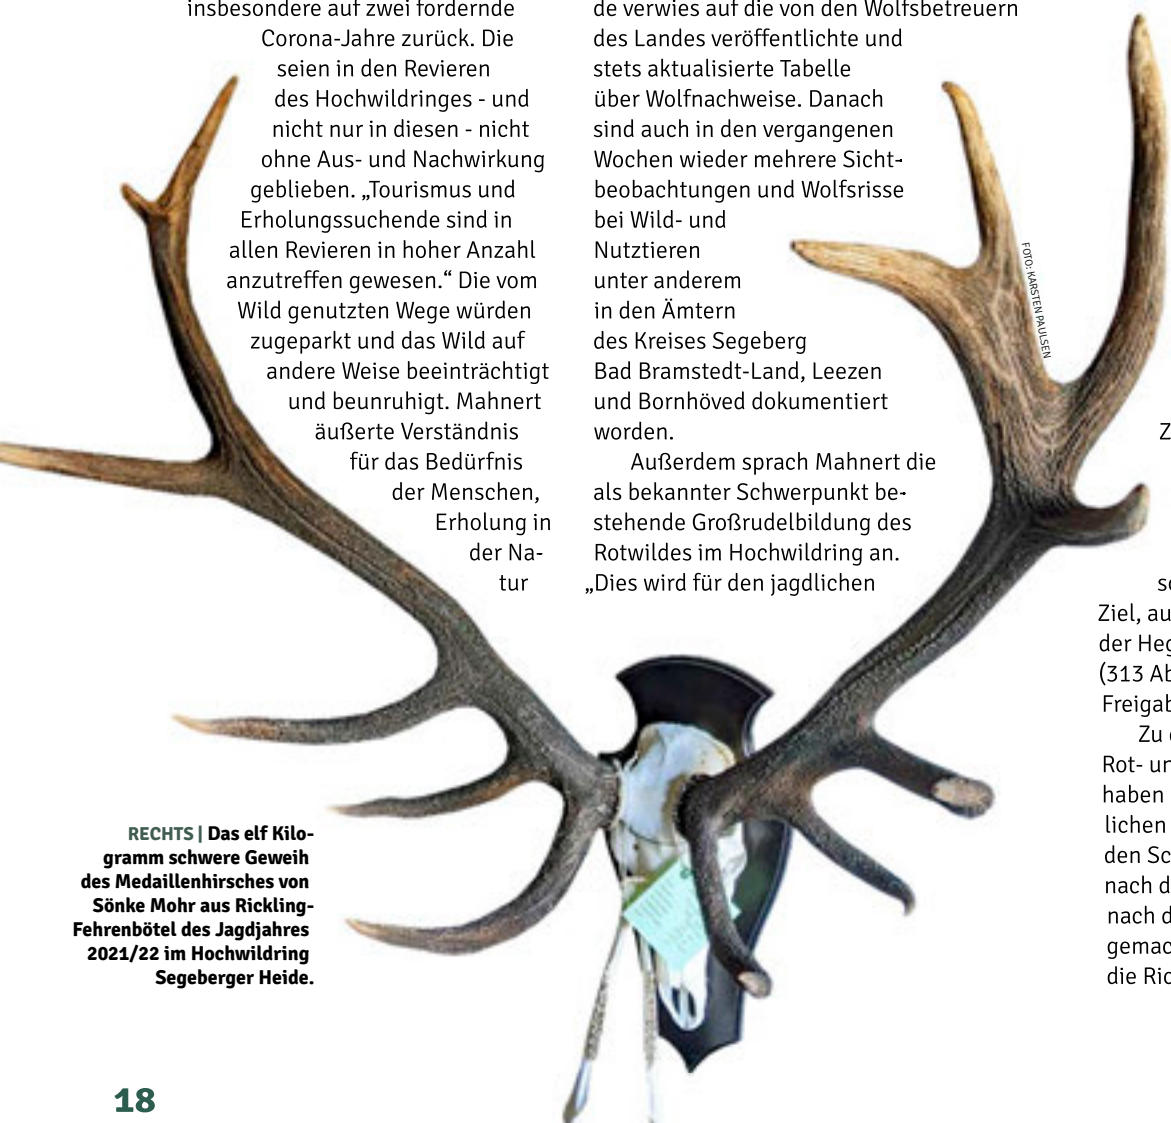 insbesondere auf zwei fordernde
Corona-Jahre zurück. Die
seien in den Revieren
des Hochwildringes - und
nicht nur in diesen - nicht
ohne Aus- und Nachwirkung
geblieben. „Tourismus und
Erholungssuchende sind in
allen Revieren in hoher Anzahl
anzutreffen gewesen.“ Die vom
Wild genutzten Wege würden
zugeparkt und das Wild auf
andere Weise beeinträchtigt
und beunruhigt. Mahnert
äußerte Verständnis
für das Bedürfnis
der Menschen,
Erholung in
der Na-
tur
de verwies auf die von den Wolfsbetreuern
des Landes veröffentlichte und
stets aktualisierte Tabelle
über Wolfnachweise. Danach
sind auch in den vergangenen
Wochen wieder mehrere Sicht-
beobachtungen und Wolfsrisse
bei Wild- und
Nutztieren
unter anderem
in den Ämtern
des Kreises Segeberg
Bad Bramstedt-Land, Leezen
und Bornhöved dokumentiert
worden.
Außerdem sprach Mahnert die
als bekannter Schwerpunkt be-
stehende Großrudelbildung des
Rotwildes im Hochwildring an.
„Dies wird für den jagdlichen
FOTO: KARSTEN PAULSEN
Z
so
Ziel, au
der Heg
(313 Ab
Freigab
Zu
Rot- un
haben
lichen
den Sc
nach d
nach d
gemac
die Ric
RECHTS | Das elf Kilo-
gramm schwere Geweih
des Medaillenhirsches von
Sönke Mohr aus Rickling-
Fehrenbötel des Jagdjahres
2021/22 im Hochwildring
Segeberger Heide.
18